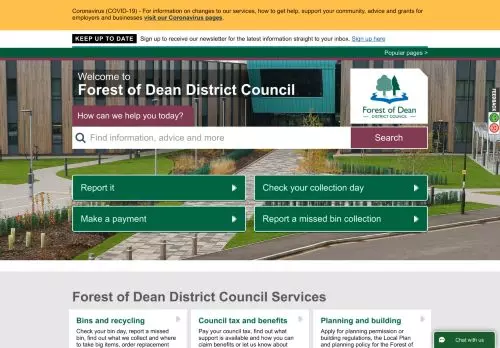 Coronavirus (COVID-19) - For information on changes to our services, how to get help, support your community, advice and grants for
employers and businesses visit our Coronavirus pages.
KEEP UP TO DATE Sign up to receive our newsletter for the latest information straight to your inbox. Sign up here
Popular pages >
Welcome to
Forest of Dean District Council
How can we help you today?
Find information, advice and more
Search
Forest of Dean
DISTRICT COUNCIL
FEEDBACK
Report it
Check your collection day
Make a payment
Report a missed bin collection
Forest of Dean District Council Services
Bins and recycling
Check your bin day, report a missed
bin, find out what we collect and where
to take big items, order replacement
Council tax and benefits
Pay your council tax, find out what
support is available and how you can
claim benefits or let us know about
Planning and building
Apply for planning permission or
building regulations, the Local Plan
and planning policy for the Forest of
Chat with us